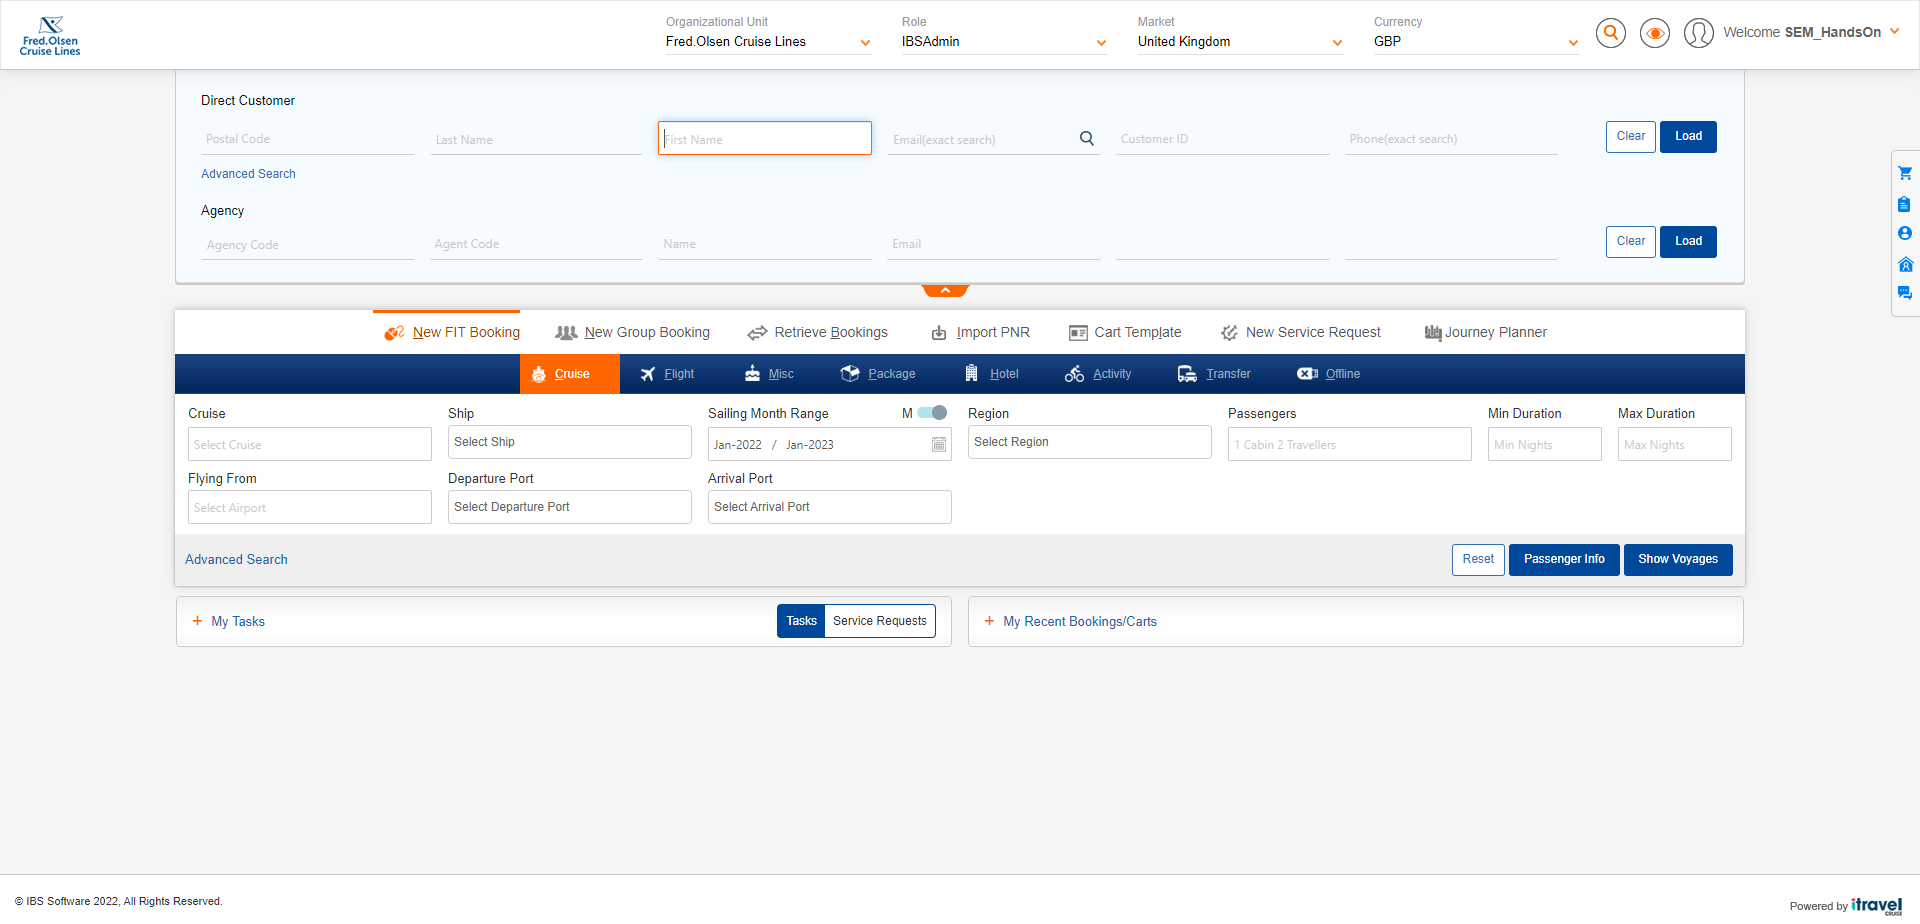 Fred.Olsen
Cruise Lines
Organizational Unit
Fred.Olsen Cruise Lines
Role
IBSAdmin
Market
United Kingdom
Currency
GBP
Welcome SEM_HandsOn
Direct Customer
Postal Code
Last Name
First Name
Email(exact search)
Customer ID
Phone(exact search)
Clear
Load
Advanced Search
Agency
Agency Code
Agent Code
Name
Email
Clear
Load
New FIT Booking
New Group Booking
Retrieve Bookings
Import PNR
Cart Template
New Service Request
Journey Planner
Cruise
Flight
Misc
Package
Hotel
Activity
Transfer
Offline
Cruise
Select Cruise
Ship
Select Ship
Sailing Month Range
M
Jan-2022 / Jan-2023
Region
Select Region
Passengers
1 Cabin 2 Travellers
Min Duration
Min Nights
Max Duration
Max Nights
Flying From
Select Airport
Departure Port
Select Departure Port
Arrival Port
Select Arrival Port
Advanced Search
Reset
Passenger Info
Show Voyages
+ My Tasks
Tasks
Service Requests
+ My Recent Bookings/Carts
© IBS Software 2022, All Rights Reserved.
Powered by itravel
CRUISE